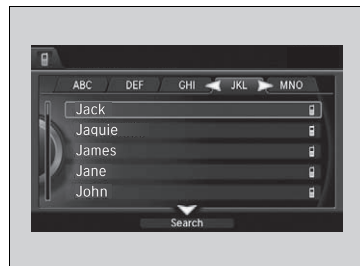 ABC DEF GHI JKL MNO
Jack
Jaquie
James
Jane
John
Search